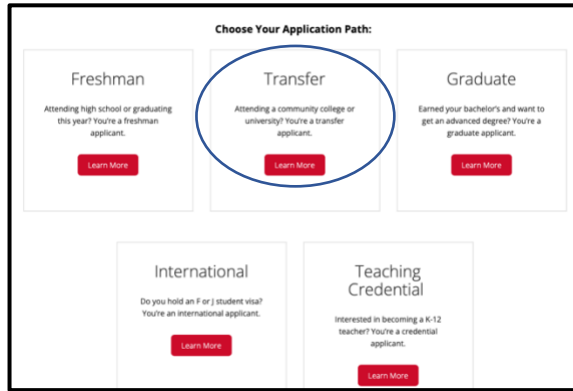 Choose Your Application Path:
Freshman
Attending high school or graduating
this year? You're a freshman
applicant.
Learn More
Transfer
Attending a community college or
university? You're a transfer
applicant.
Learn More
Graduate
Earned your bachelor's and want to
get an advanced degree? You're a
graduate applicant.
Learn More
International
Do you hold an F or J student visa?
You're an international applicant.
Learn More
Teaching
Credential
Interested in becoming a K-12
teacher? You're a credential
applicant.
Learn More